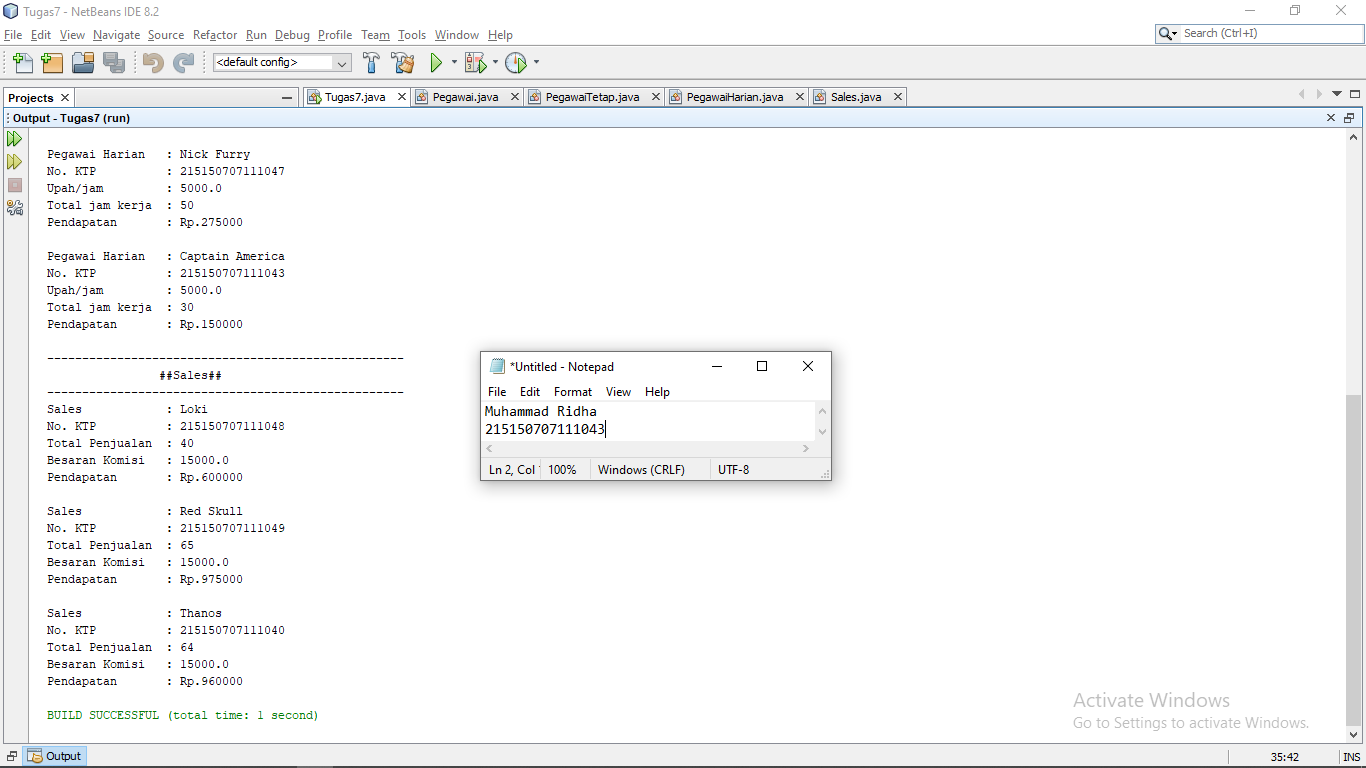 Tugas7 - NetBeans IDE 8.2
File Edit View Navigate Source Refactor Run Debug Profile Team Tools Window Help
Search (Ctrl+I)
<default config>
Projects
Tugas7.java Pegawai.java PegawaiTetap.java PegawaiHarian.java Sales.java
Output - Tugas7 (run)
Pegawai Harian : Nick Furry
No. KTP : 215150707111047
Upah/jam : 5000.0
Total jam kerja : 50
Pendapatan : Rp.275000
Pegawai Harian : Captain America
No. KTP : 215150707111043
Upah/jam : 5000.0
Total jam kerja : 30
Pendapatan : Rp.150000
---------------------------------------------------
##Sales##
---------------------------------------------------
Sales : Loki
No. KTP : 215150707111048
Total Penjualan : 40
Besaran Komisi : 15000.0
Pendapatan : Rp.600000
Sales : Red Skull
No. KTP : 215150707111049
Total Penjualan : 65
Besaran Komisi : 15000.0
Pendapatan : Rp.975000
Sales : Thanos
No. KTP : 215150707111040
Total Penjualan : 64
Besaran Komisi : 15000.0
Pendapatan : Rp.960000
BUILD SUCCESSFUL (total time: 1 second)
*Untitled - Notepad
File Edit Format View Help
Muhammad Ridha
215150707111043
Ln 2, Col 100% Windows (CRLF) UTF-8
Activate Windows
Go to Settings to activate Windows.
Output
35:42 INS